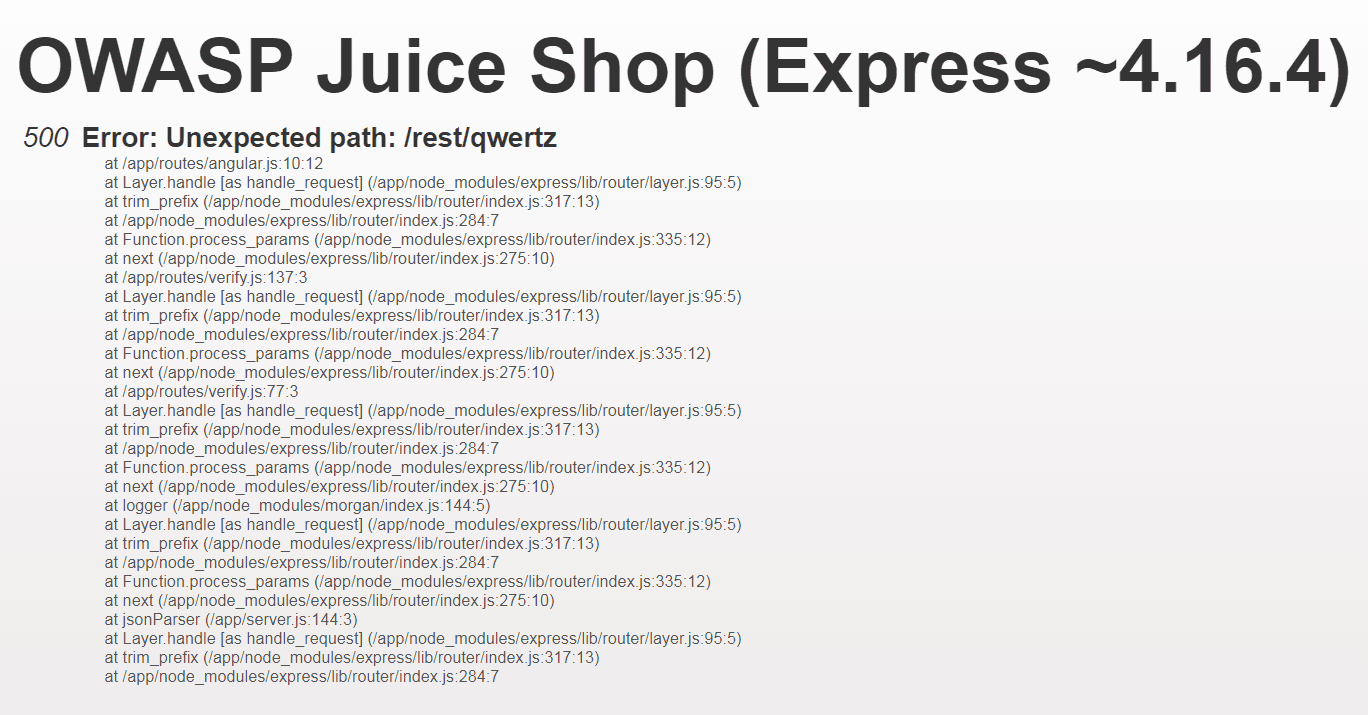 OWASP Juice Shop (Express ~4.16.4)
500 Error: Unexpected path: /rest/qwertz
at /app/routes/angular.js:10:12
at Layer.handle [as handle_request] (/app/node_modules/express/lib/router/layer.js:95:5)
at trim_prefix (/app/node_modules/express/lib/router/index.js:317:13)
at /app/node_modules/express/lib/router/index.js:284:7
at Function.process_params (/app/node_modules/express/lib/router/index.js:335:12)
at next (/app/node_modules/express/lib/router/index.js:275:10)
at /app/routes/verify.js:137:3
at Layer.handle [as handle_request] (/app/node_modules/express/lib/router/layer.js:95:5)
at trim_prefix (/app/node_modules/express/lib/router/index.js:317:13)
at /app/node_modules/express/lib/router/index.js:284:7
at Function.process_params (/app/node_modules/express/lib/router/index.js:335:12)
at next (/app/node_modules/express/lib/router/index.js:275:10)
at /app/routes/verify.js:77:3
at Layer.handle [as handle_request] (/app/node_modules/express/lib/router/layer.js:95:5)
at trim_prefix (/app/node_modules/express/lib/router/index.js:317:13)
at /app/node_modules/express/lib/router/index.js:284:7
at Function.process_params (/app/node_modules/express/lib/router/index.js:335:12)
at next (/app/node_modules/express/lib/router/index.js:275:10)
at logger (/app/node_modules/morgan/index.js:144:5)
at Layer.handle [as handle_request] (/app/node_modules/express/lib/router/layer.js:95:5)
at trim_prefix (/app/node_modules/express/lib/router/index.js:317:13)
at /app/node_modules/express/lib/router/index.js:284:7
at Function.process_params (/app/node_modules/express/lib/router/index.js:335:12)
at next (/app/node_modules/express/lib/router/index.js:275:10)
at jsonParser (/app/server.js:144:3)
at Layer.handle [as handle_request] (/app/node_modules/express/lib/router/layer.js:95:5)
at trim_prefix (/app/node_modules/express/lib/router/index.js:317:13)
at /app/node_modules/express/lib/router/index.js:284:7